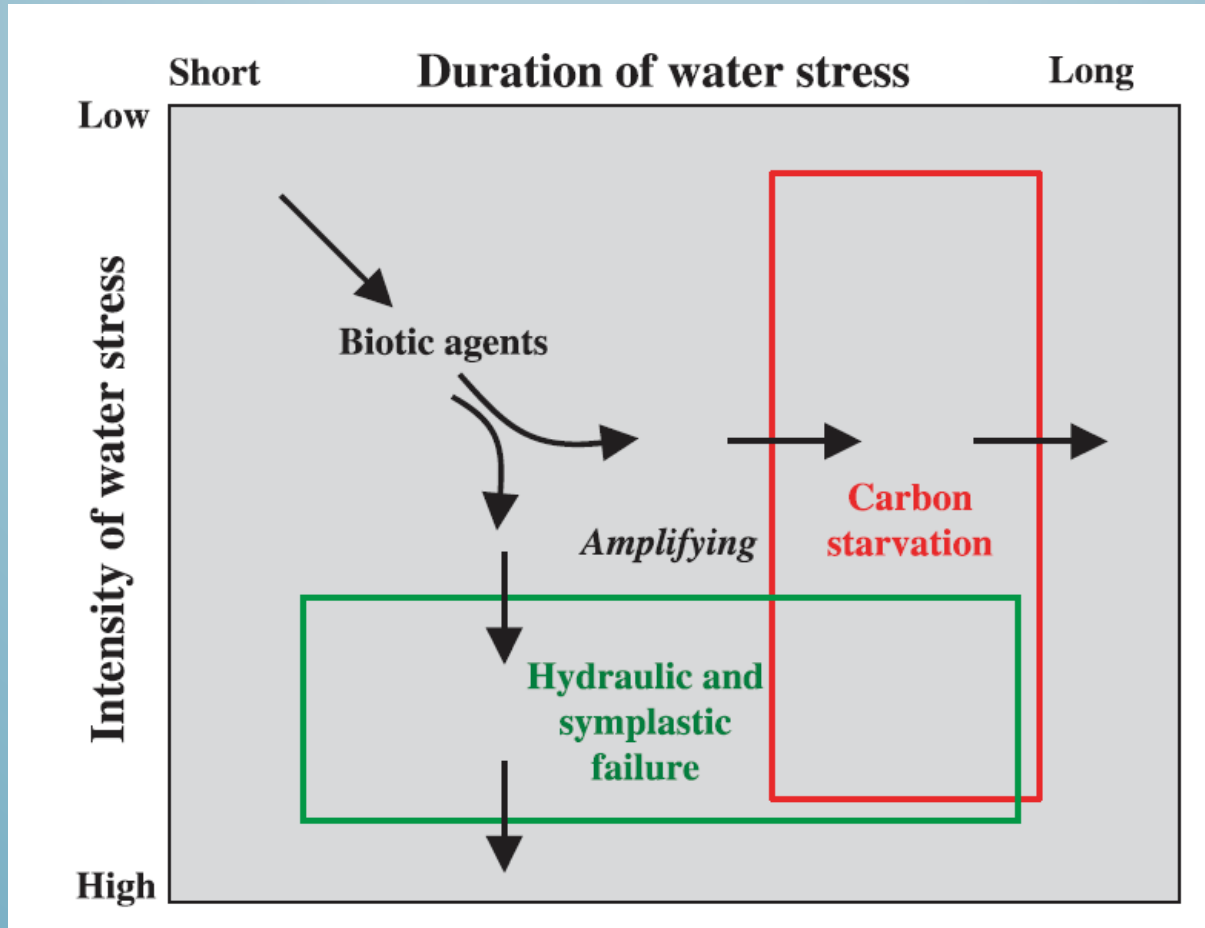 Short
Duration of water stress
Long
Low
Intensity of water stress
Biotic agents
Carbon
starvation
Amplifying
Hydraulic and
symplastic
failure
High